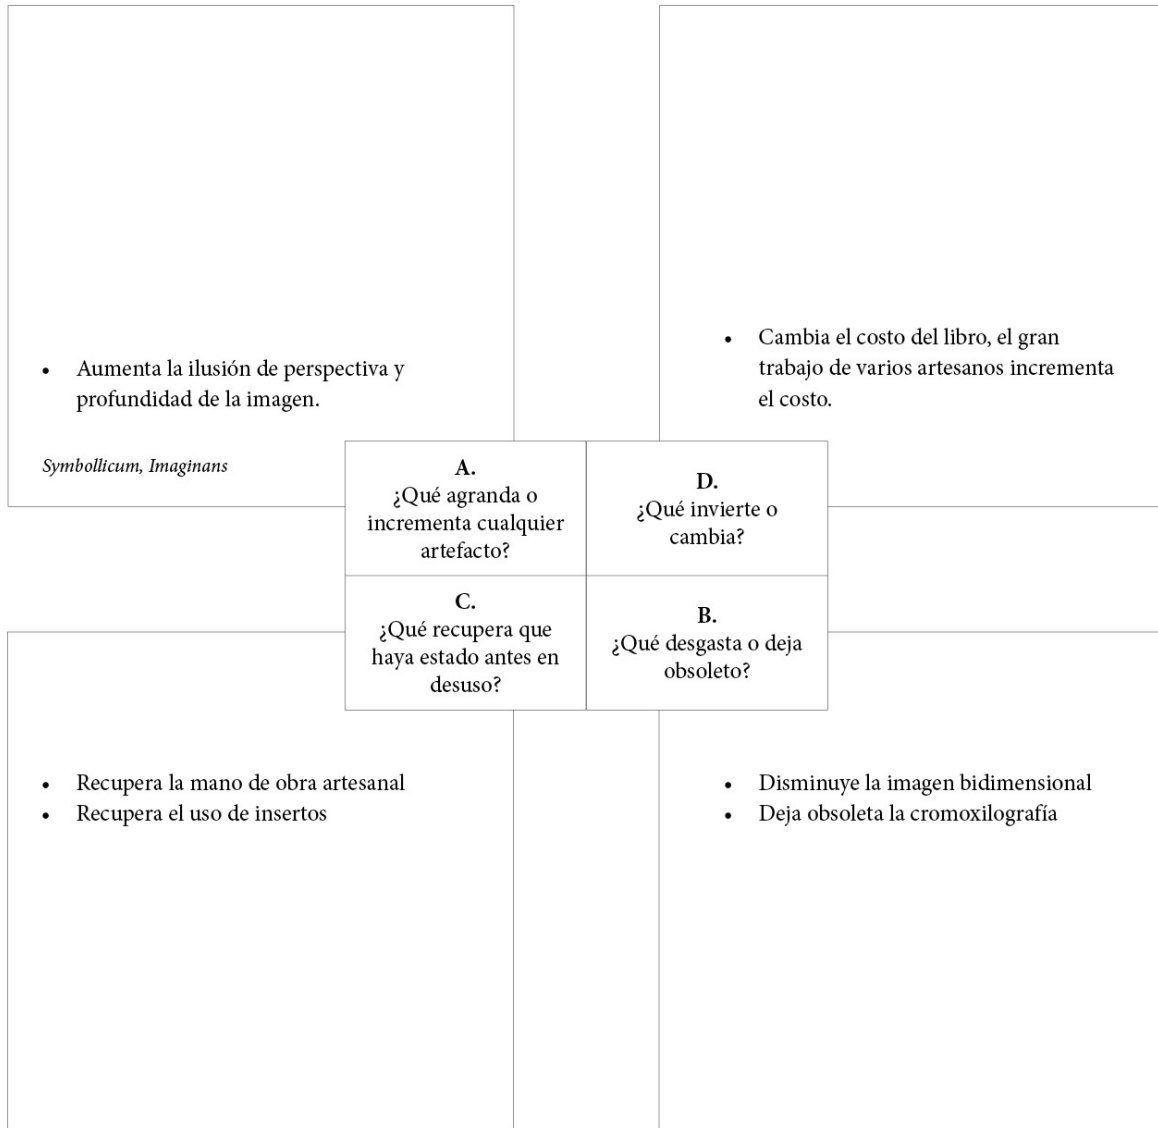 • Aumenta la ilusión de perspectiva y
profundidad de la imagen.
Symbollicum, Imaginans
• Cambia el costo del libro, el gran
trabajo de varios artesanos incrementa
el costo.
A.
¿Qué agranda o
incrementa cualquier
artefacto?
D.
¿Qué invierte o
cambia?
C.
¿Qué recupera que
haya estado antes en
desuso?
B.
¿Qué desgasta o deja
obsoleto?
• Recupera la mano de obra artesanal
• Recupera el uso de insertos
• Disminuye la imagen bidimensional
• Deja obsoleta la cromoxilografía